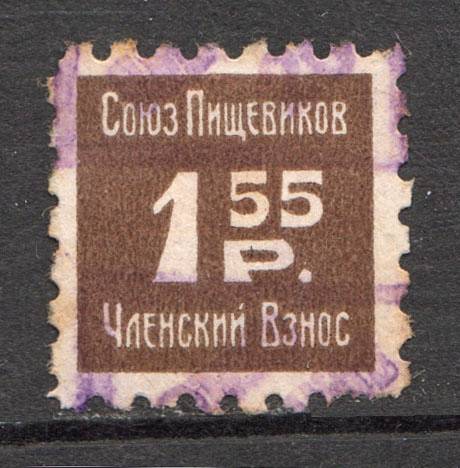 Союз Пищевиков
1 55 Р.
Членский Взнос